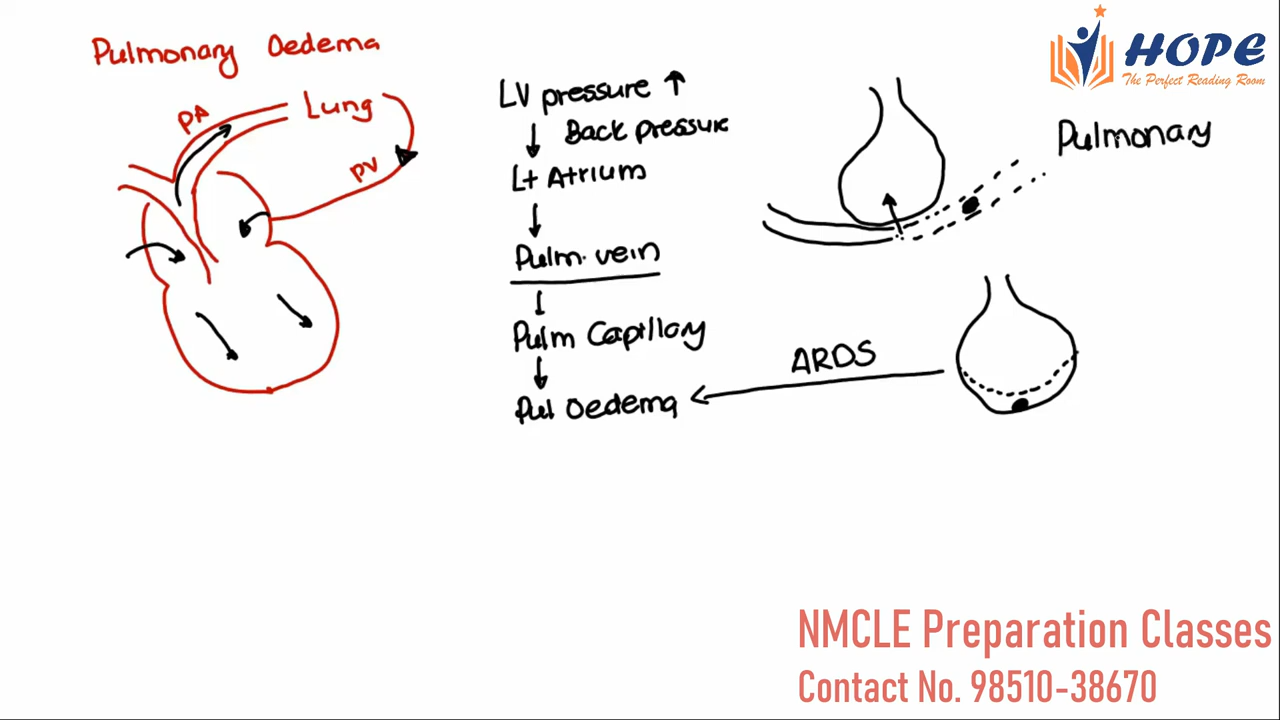 Pulmonary Oedema
PA
Lung
PV
LV pressure ↑
↓ Back pressure
Lt Atrium
↓
Pulm. vein
↓
Pulm Capillary
↓
Pul Oedema
ARDS
Pulmonary
HOPE
The Perfect Reading Room
NMCLE Preparation Classes
Contact No. 98510-38670